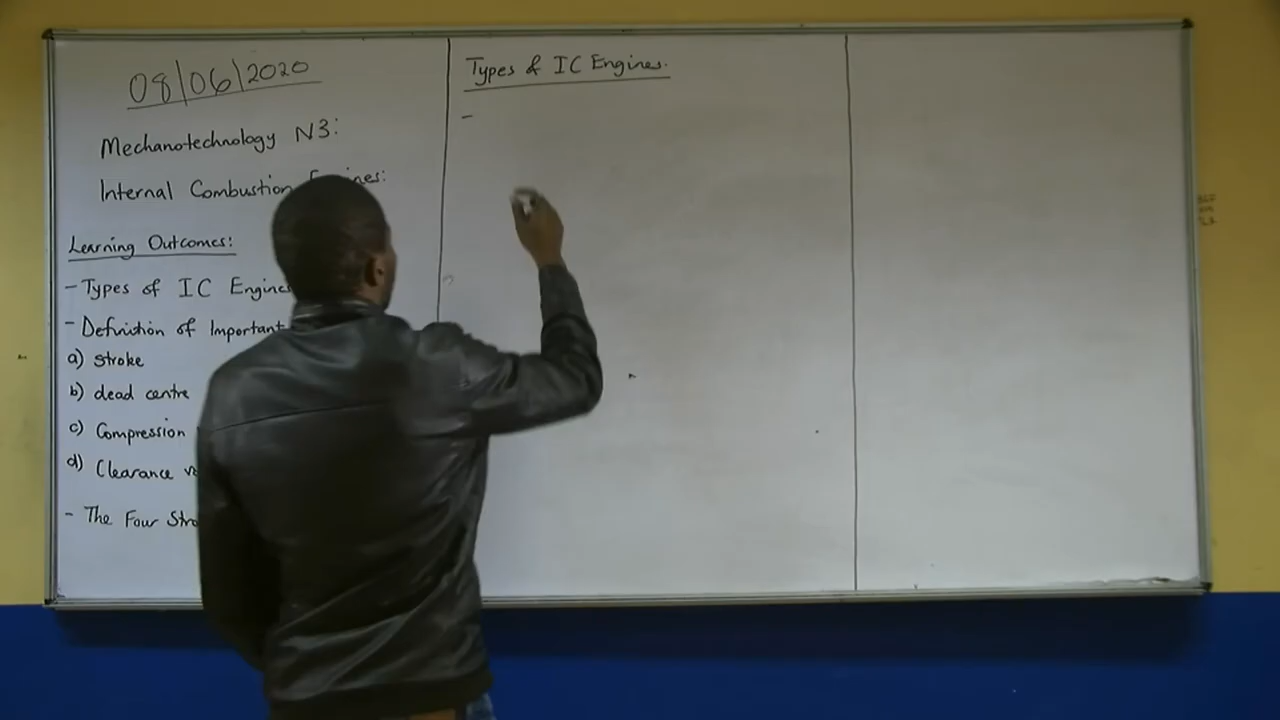 08/06/2020
Mechanotechnology N3:
Internal Combustion
Learning Outcomes:
- Types of IC Engines
- Definition of Important
a) Stroke
b) dead centre
c) Compression
d) Clearance
- The Four
Types of IC Engines.
-